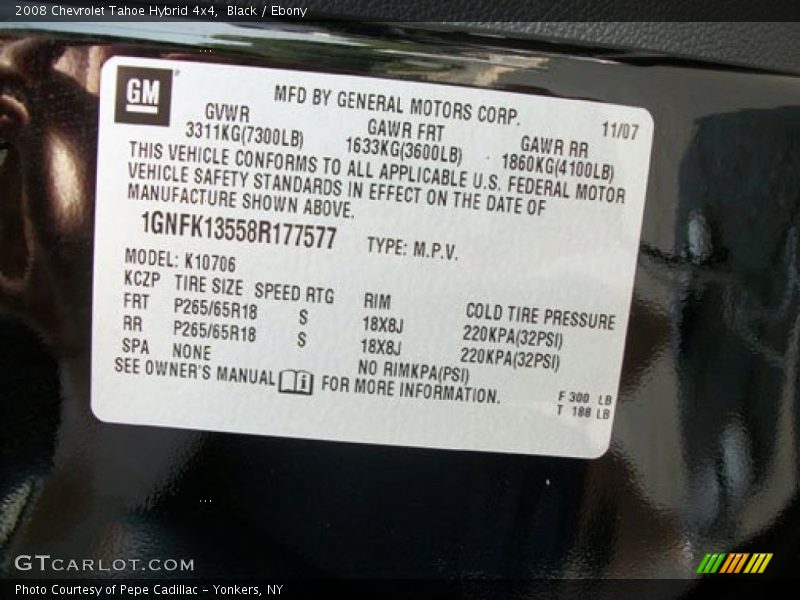 2008 Chevrolet Tahoe Hybrid 4x4, Black / Ebony
GM
MFD BY GENERAL MOTORS CORP.
11/07
GVWR GAWR FRT GAWR RR
3311KG(7300LB) 1633KG(3600LB) 1860KG(4100LB)
THIS VEHICLE CONFORMS TO ALL APPLICABLE U.S. FEDERAL MOTOR
VEHICLE SAFETY STANDARDS IN EFFECT ON THE DATE OF
MANUFACTURE SHOWN ABOVE.
1GNFK13558R177577 TYPE: M.P.V.
MODEL: K10706
KCZP TIRE SIZE SPEED RTG RIM COLD TIRE PRESSURE
FRT P265/65R18 S 18X8J 220KPA(32PSI)
RR P265/65R18 S 18X8J 220KPA(32PSI)
SPA NONE NO RIMKPA(PSI)
SEE OWNER'S MANUAL i FOR MORE INFORMATION.
F 300 LB
T 188 LB
GTCARLOT.COM
Photo Courtesy of Pepe Cadillac - Yonkers, NY